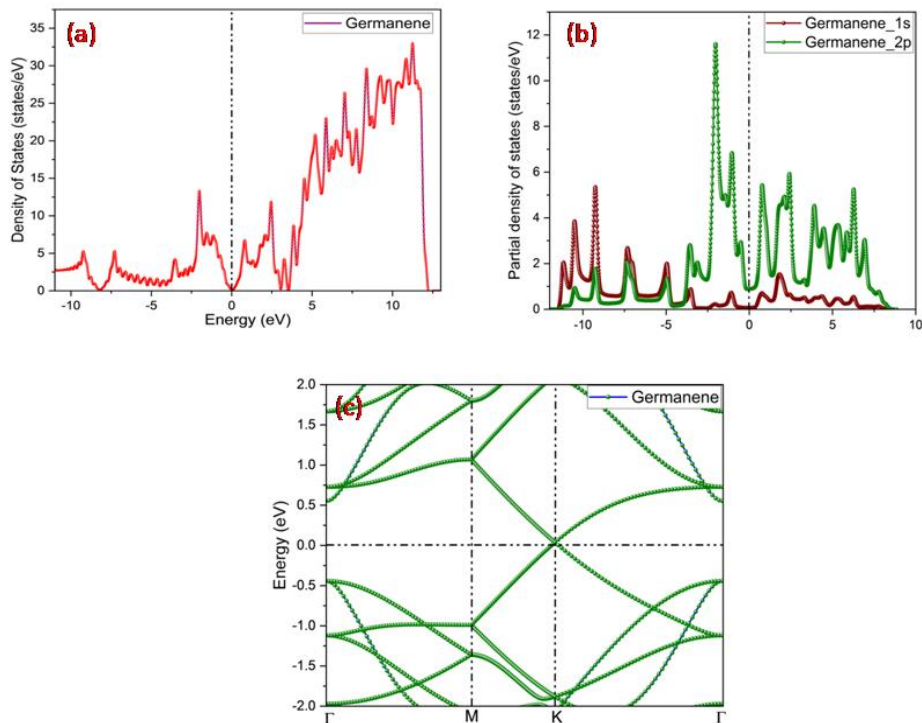 (a)
Germanene
Density of States (states/eV)
35
30
25
20
15
10
5
0
-10
-5
0
5
10
Energy (eV)
(b)
Germanene_1s
Germanene_2p
Partial density of states (states/eV)
12
10
8
6
4
2
0
-10
-5
0
5
10
(c)
Germanene
Energy (eV)
2.0
1.5
1.0
0.5
0.0
-0.5
-1.0
-1.5
-2.0
Γ
M
K
Γ